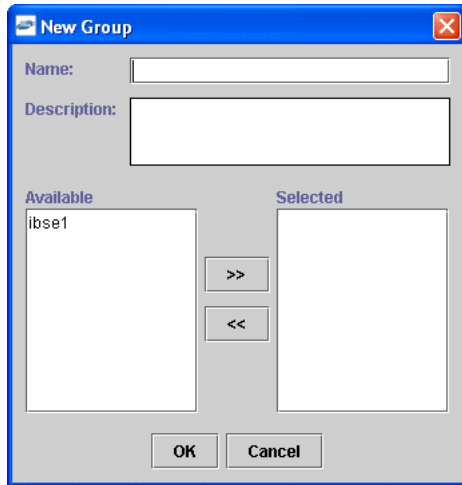 New Group
Name:
Description:
Available
Selected
ibse1
>>
<<
OK
Cancel